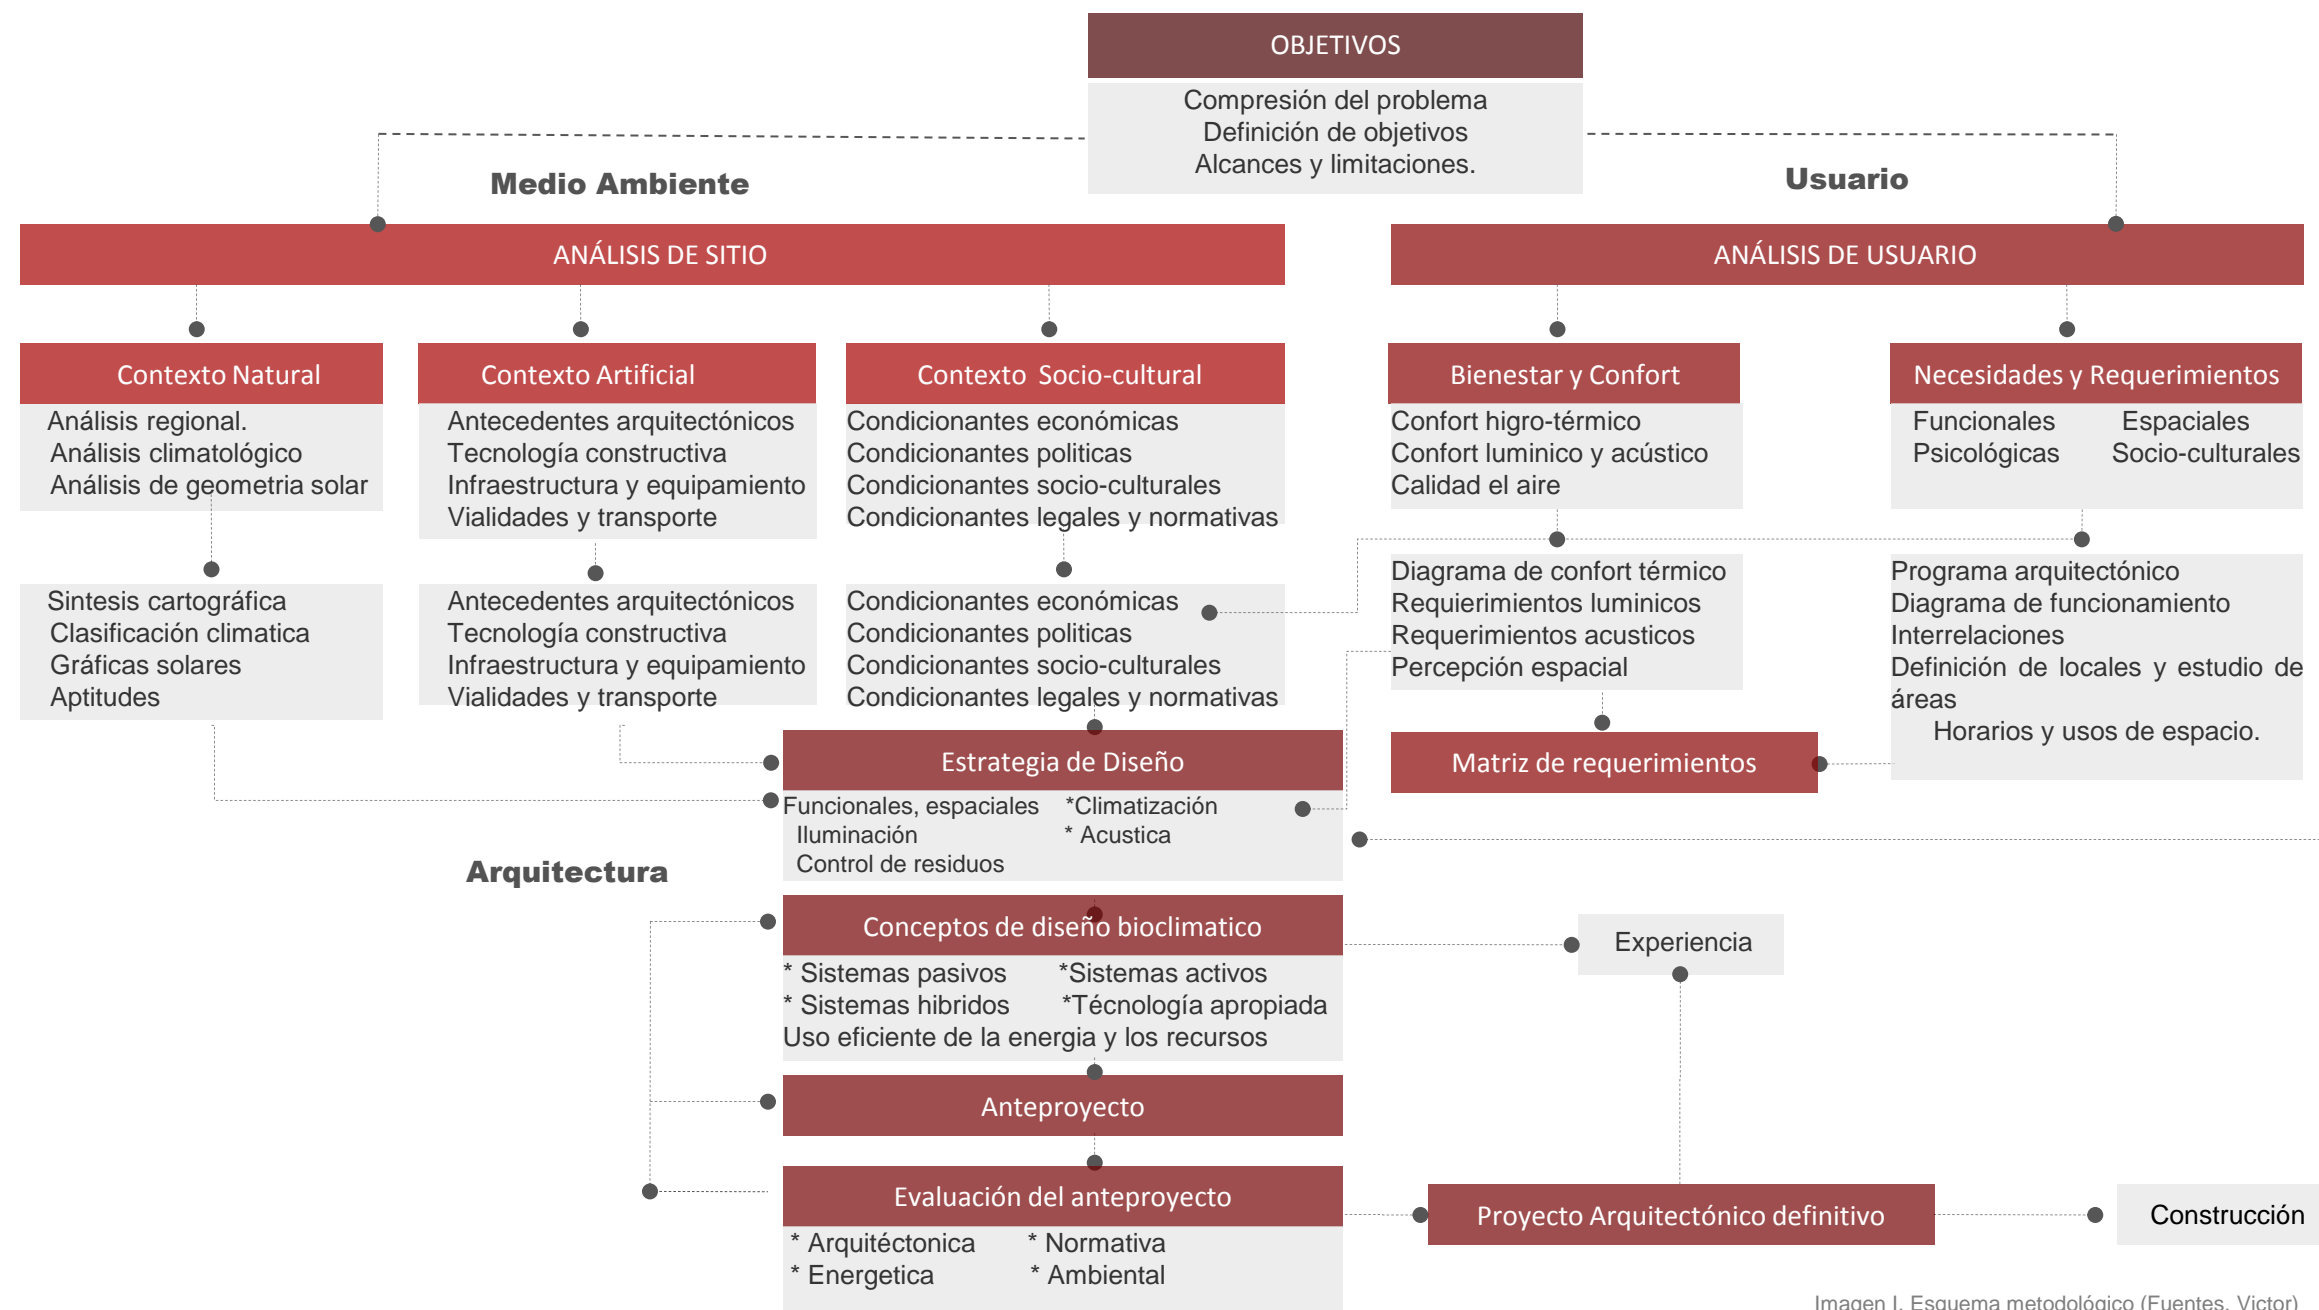 OBJETIVOS
Compresión del problema
Definición de objetivos
Alcances y limitaciones.
Medio Ambiente
Usuario
ANÁLISIS DE SITIO
ANÁLISIS DE USUARIO
Contexto Natural
Análisis regional.
Análisis climatológico
Análisis de geometria solar
Contexto Artificial
Antecedentes arquitectónicos
Tecnología constructiva
Infraestructura y equipamiento
Vialidades y transporte
Contexto Socio-cultural
Condicionantes económicas
Condicionantes politicas
Condicionantes socio-culturales
Condicionantes legales y normativas
Bienestar y Confort
Confort higro-térmico
Confort luminico y acústico
Calidad el aire
Necesidades y Requerimientos
Funcionales Espaciales
Psicológicas Socio-culturales
Sintesis cartográfica
Clasificación climatica
Gráficas solares
Aptitudes
Antecedentes arquitectónicos
Tecnología constructiva
Infraestructura y equipamiento
Vialidades y transporte
Condicionantes económicas
Condicionantes politicas
Condicionantes socio-culturales
Condicionantes legales y normativas
Diagrama de confort térmico
Requierimientos luminicos
Requerimientos acusticos
Percepción espacial
Programa arquitectónico
Diagrama de funcionamiento
Interrelaciones
Definición de locales y estudio de
áreas
Horarios y usos de espacio.
Estrategia de Diseño
Matriz de requerimientos
Funcionales, espaciales *Climatización
Iluminación * Acustica
Control de residuos
Arquitectura
Conceptos de diseño bioclimatico
* Sistemas pasivos *Sistemas activos
* Sistemas hibridos *Técnología apropiada
Uso eficiente de la energia y los recursos
Experiencia
Anteproyecto
Evaluación del anteproyecto
* Arquitéctonica * Normativa
* Energetica * Ambiental
Proyecto Arquitectónico definitivo
Construcción
Imagen I. Esquema metodológico (Fuentes, Victor)